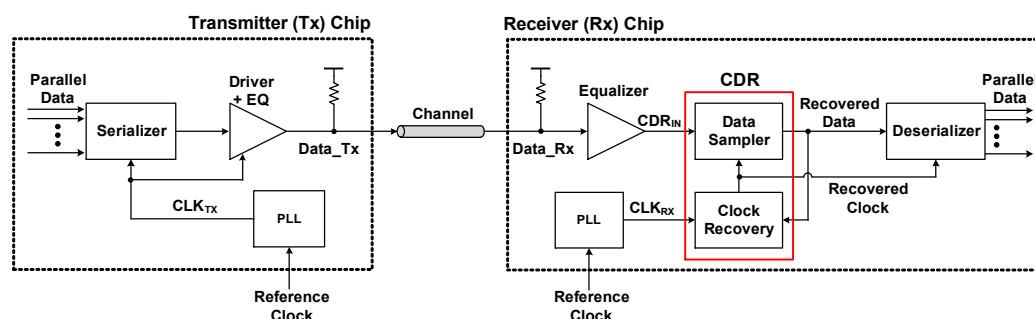 Transmitter (Tx) Chip
Parallel
Data
Serializer
Driver
+ EQ
Data_Tx
CLKTX
PLL
Reference
Clock
Channel
Receiver (Rx) Chip
Data_Rx
Equalizer
CDRIN
CDR
Data
Sampler
Clock
Recovery
PLL
CLKRX
Reference
Clock
Recovered
Data
Recovered
Clock
Deserializer
Parallel
Data